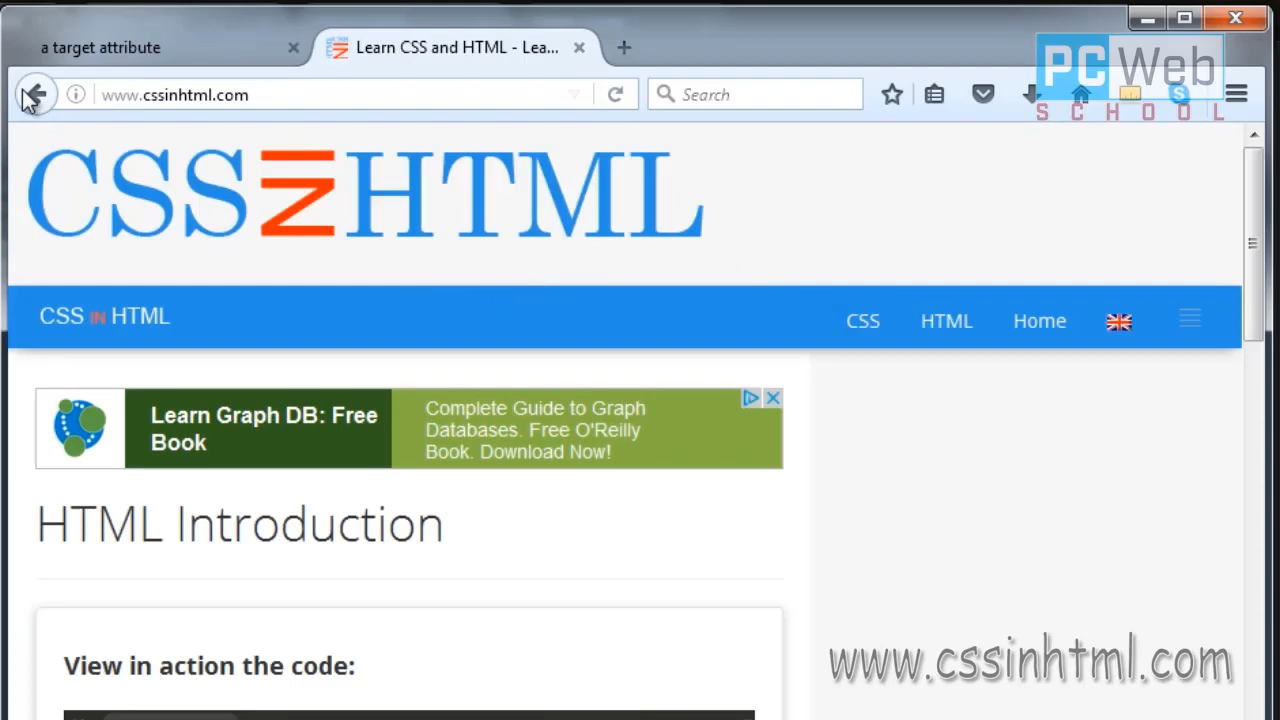 a target attribute
Learn CSS and HTML - Lea...
PC Web
SCHOOL
www.cssinhtml.com
Search
CSS IN HTML
CSS IN HTML
CSS
HTML
Home
Learn Graph DB: Free
Book
Complete Guide to Graph
Databases. Free O'Reilly
Book. Download Now!
HTML Introduction
View in action the code:
www.cssinhtml.com